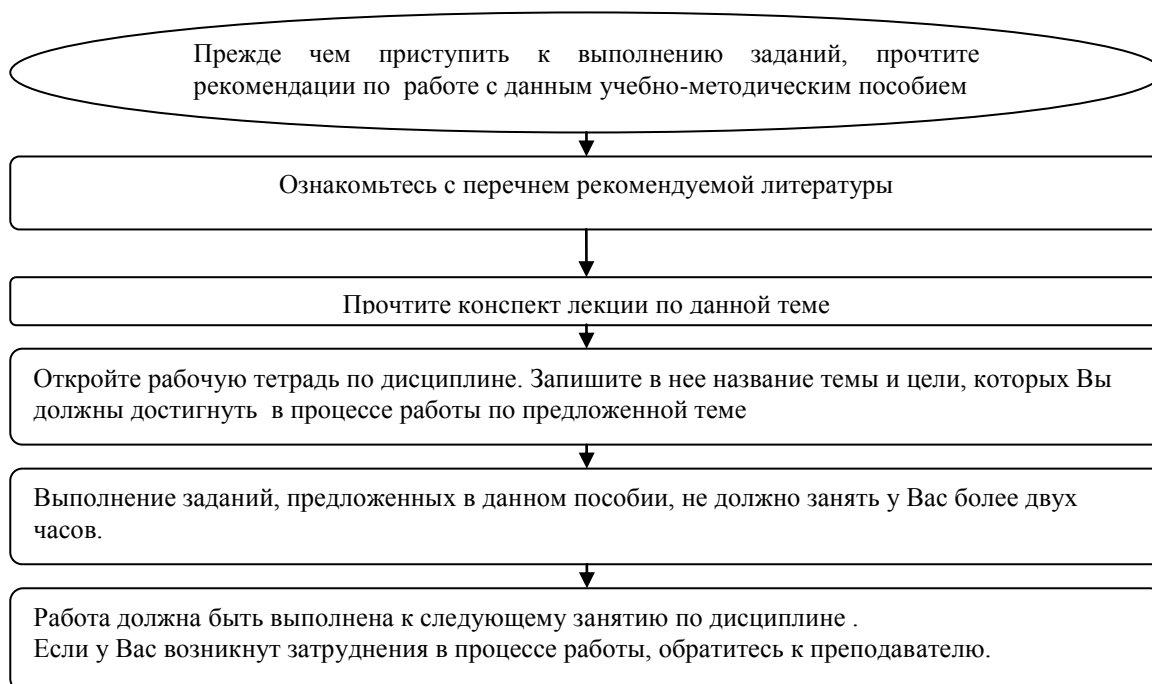 Прежде чем приступить к выполнению заданий, прочтите
рекомендации по работе с данным учебно-методическим пособием
Ознакомьтесь с перечнем рекомендуемой литературы
Прочтите конспект лекции по данной теме
Откройте рабочую тетрадь по дисциплине. Запишите в нее название темы и цели, которых Вы
должны достигнуть в процессе работы по предложенной теме
Выполнение заданий, предложенных в данном пособии, не должно занять у Вас более двух
часов.
Работа должна быть выполнена к следующему занятию по дисциплине .
Если у Вас возникнут затруднения в процессе работы, обратитесь к преподавателю.